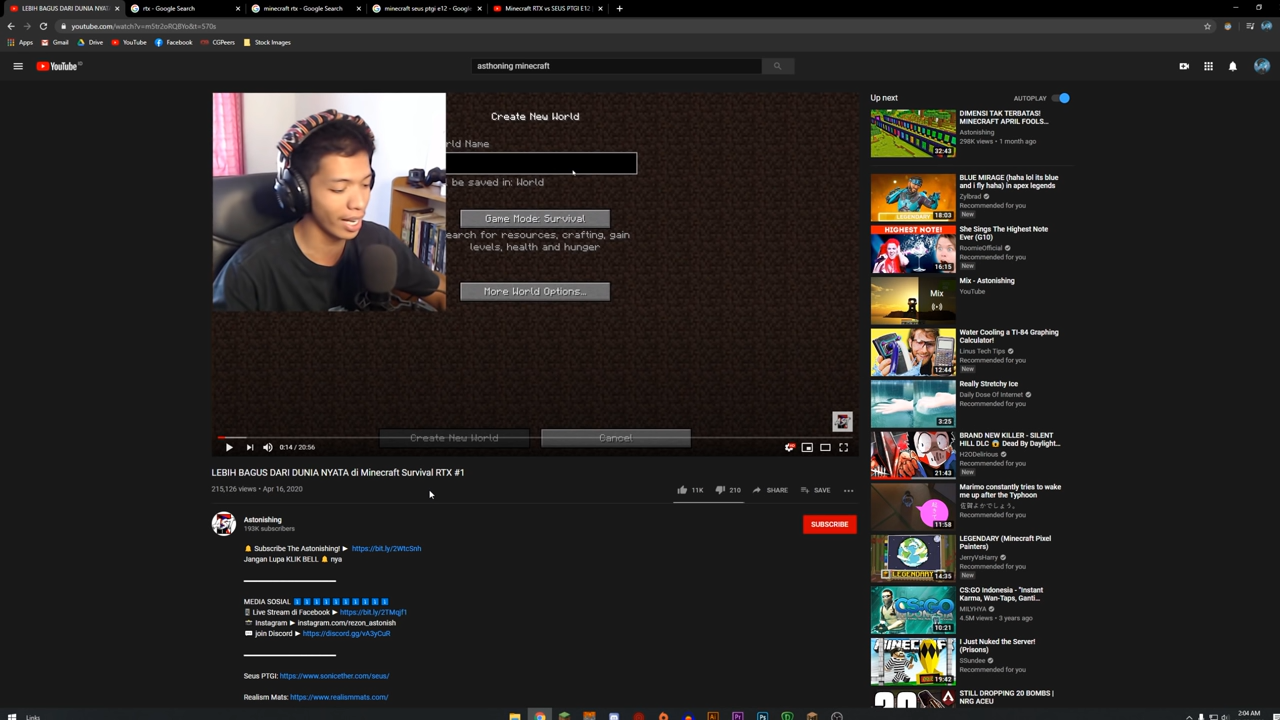 LEBIH BAGUS DARI DUNIA NYAT
rtx - Google Search
minecraft rtx - Google Search
minecraft seus ptgi e12 - Goog
Minecraft RTX vs SEUS PTGI E12
youtube.com/watch?v=m5tr2oRQBYo&t=570s
Apps
Gmail
Drive
YouTube
Facebook
CGPeers
Stock Images
YouTube
asthoning minecraft
Create New World
rld Name
be saved in: World
Game Mode: Survival
earch for resources, crafting, gain
levels, health and hunger
More World Options...
Create New World
Cancel
0:14 / 20:56
LEBIH BAGUS DARI DUNIA NYATA di Minecraft Survival RTX #1
215,126 views • Apr 16, 2020
11K
210
SHARE
SAVE
Astonishing
193K subscribers
SUBSCRIBE
Subscribe The Astonishing! ► https://bit.ly/2WtcSnh
Jangan Lupa KLIK BELL nya
MEDIA SOSIAL
Live Stream di Facebook ► https://bit.ly/2TMqjf1
Instagram ► instagram.com/rezon_astonish
join Discord ► https://discord.gg/vA3yCuR
Seus PTGI: https://www.sonicether.com/seus/
Realism Mats: https://www.realismmats.com/
Up next
AUTOPLAY
DIMENSI TAK TERBATAS!
MINECRAFT APRIL FOOLS...
Astonishing
298K views • 1 month ago
32:43
BLUE MIRAGE (haha lol its blue
and i fly haha) in apex legends
Zylbrad
Recommended for you
New
LEGENDARY
18:03
HIGHEST NOTE!
She Sings The Highest Note
Ever (G10)
RoomieOfficial
Recommended for you
New
16:15
Mix
Mix - Astonishing
YouTube
Water Cooling a TI-84 Graphing
Calculator!
Linus Tech Tips
Recommended for you
New
12:44
Really Stretchy Ice
Daily Dose Of Internet
Recommended for you
3:25
BRAND NEW KILLER - SILENT
HILL DLC 😱 Dead By Daylight...
H2ODelirious
Recommended for you
21:43
Marimo constantly tries to wake
me up after the Typhoon
Recommended for you
11:58
LEGENDARY (Minecraft Pixel
Painters)
JerryVsHarry
Recommended for you
New
LEGENDARY
14:35
CS:GO Indonesia - "Instant
Karma, Wan-Taps, Ganti...
MILYHYA
4.5M views • 3 years ago
CS:GO
INDONESIA
10:21
I Just Nuked the Server!
(Prisons)
SSundee
Recommended for you
MINECRAFT
19:42
STILL DROPPING 20 BOMBS |
NRG ACEU
Links
2:04 AM